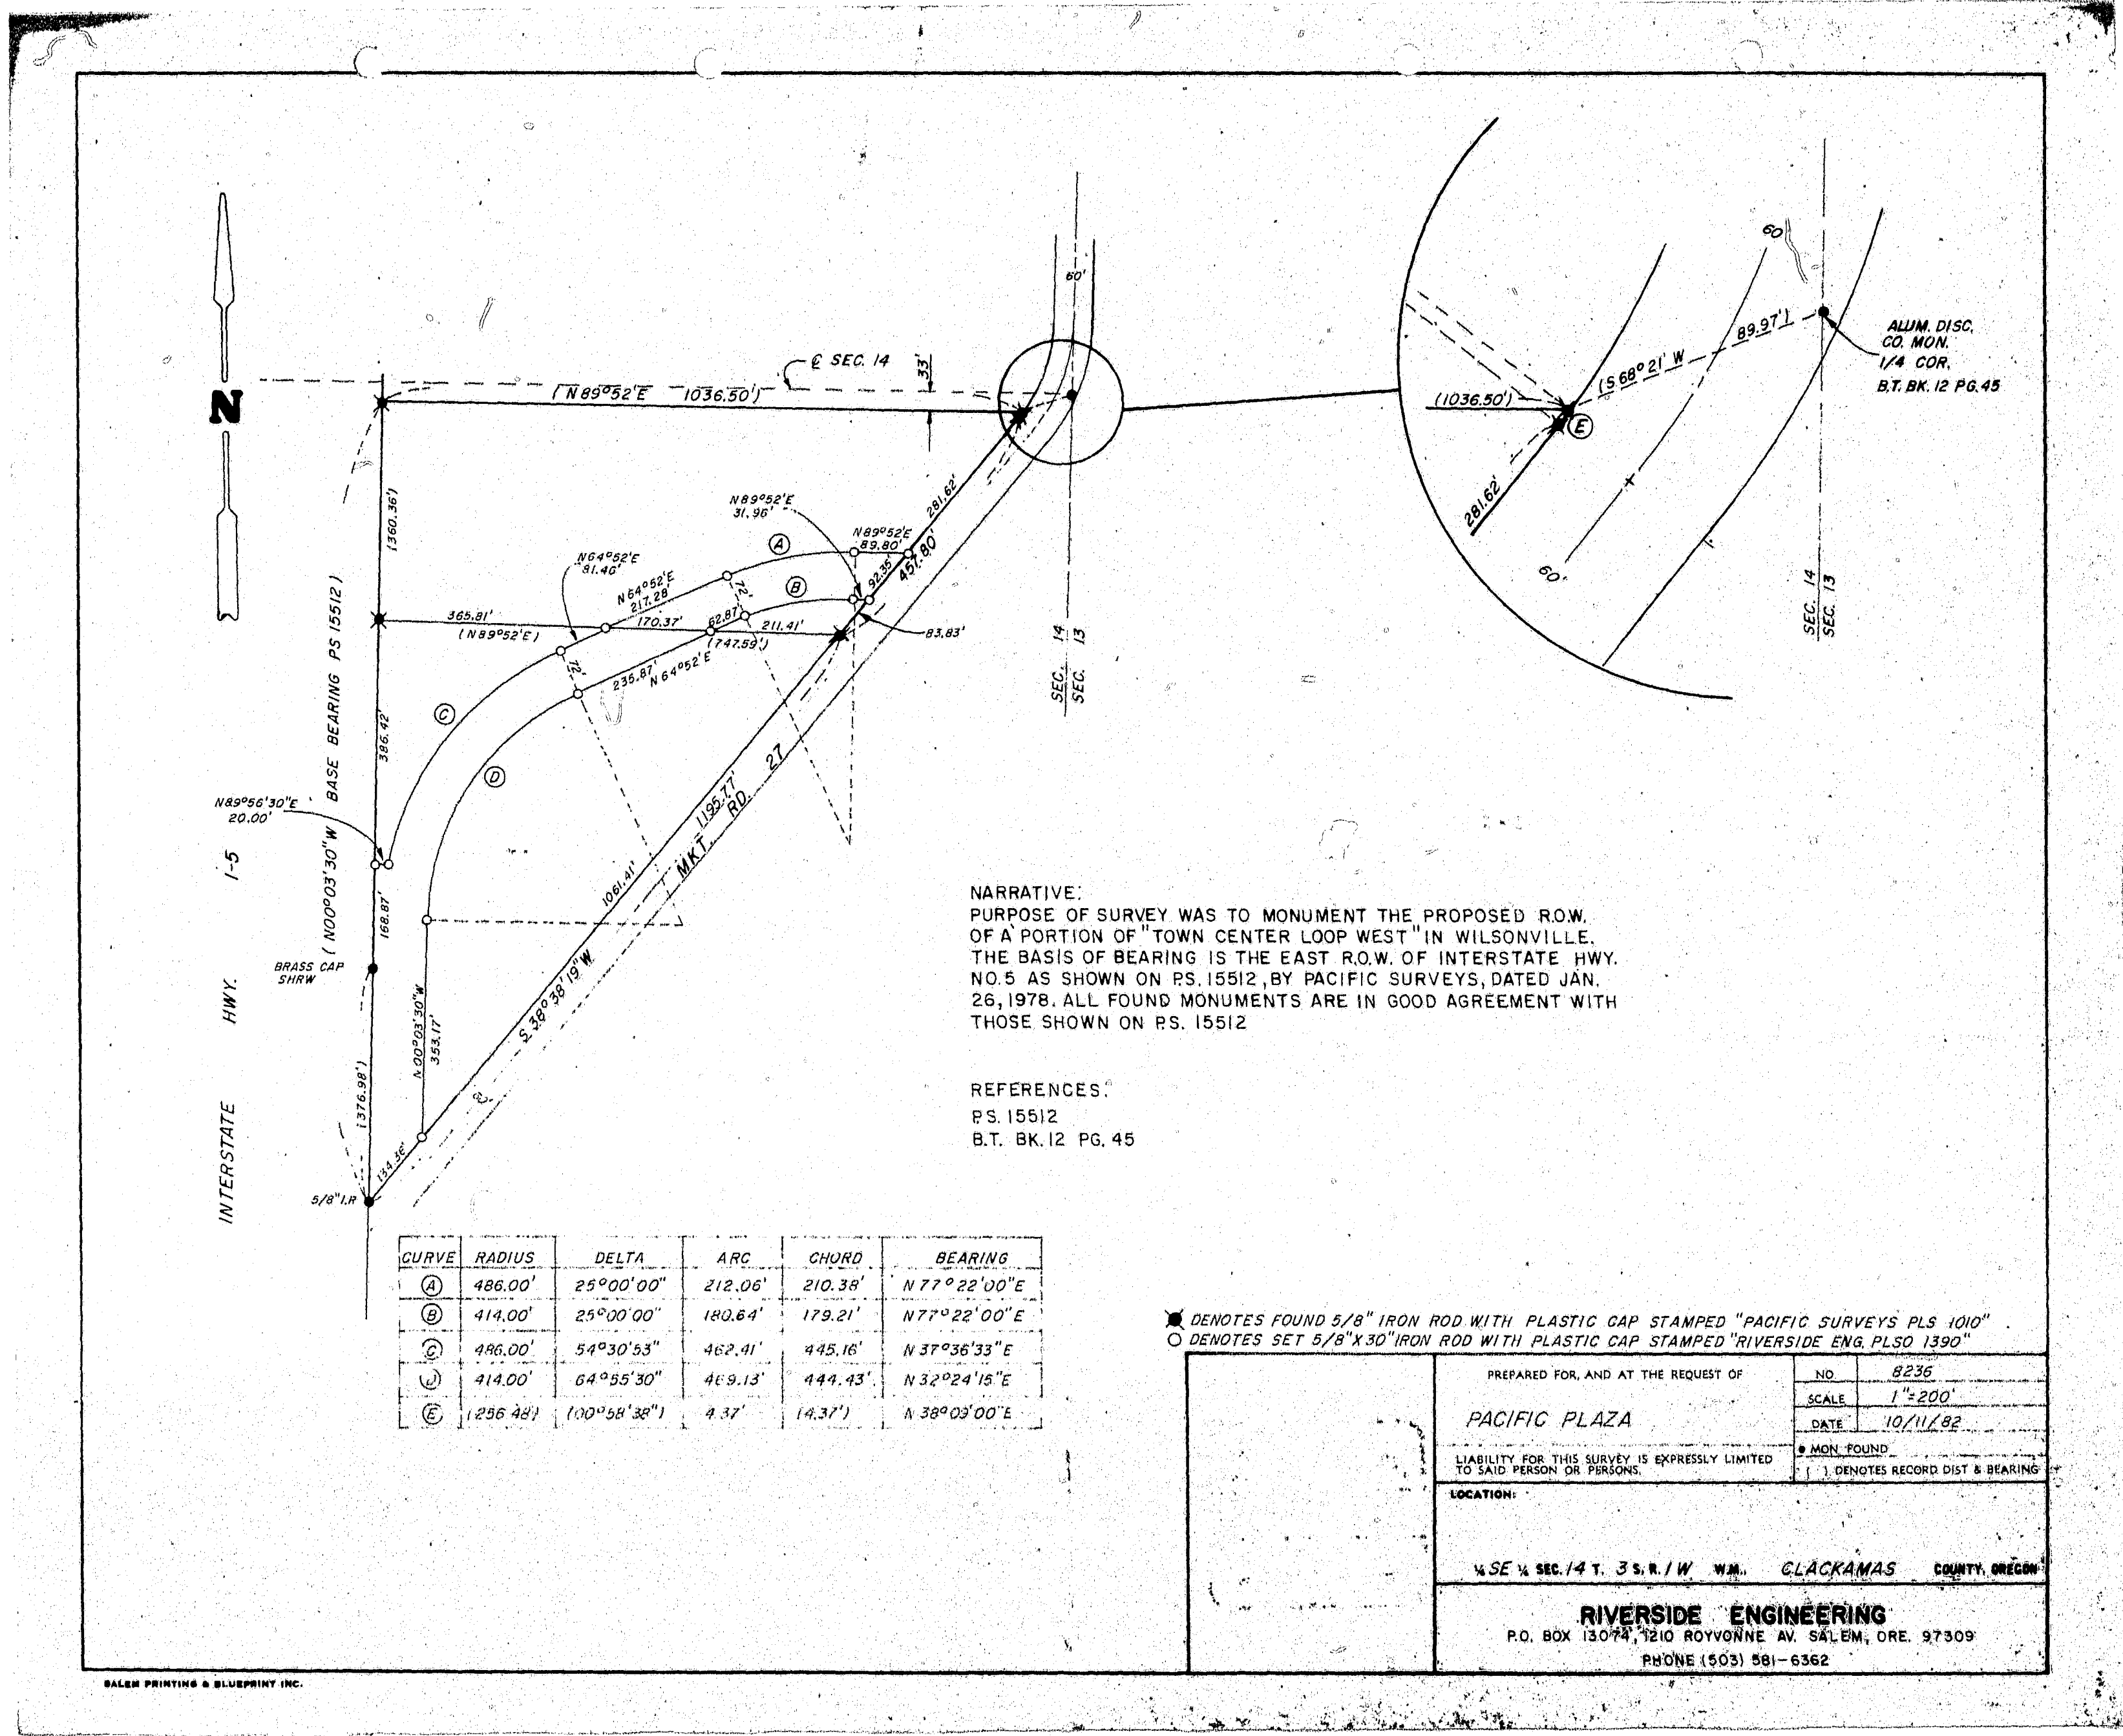 60'
℄ SEC. 14
33'
(N89°52'E 1036.50')
N
(360.36')
281.62'
457.80'
N89°52'E
31.96'
N89°52'E
89.80'
92.35'
A
B
N64°52'E
91.46'
N64°52'E
217.28'
72'
365.81'
(N89°52'E)
170.37'
62.87'
211.41'
(747.59')
83.83'
72'
235.87'
N64°52'E
C
D
386.42'
(N00°03'30"W BASE BEARING PS 15512)
N89°56'30"E
20.00'
168.87'
BRASS CAP
SHRW
1195.77'
MKT. RD. 27
1061.41'
S 38°38'19"W
N00°03'30"W
353.17'
(1376.98')
134.36'
5/8" I.R
INTERSTATE HWY. I-5
SEC. 14
SEC. 13
60'
89.97')
(S 68°21' W
(1036.50')
E
281.62'
60'
ALUM. DISC.
CO. MON.
1/4 COR.
B.T. BK. 12 PG. 45
SEC. 14
SEC. 13
NARRATIVE:
PURPOSE OF SURVEY WAS TO MONUMENT THE PROPOSED R.O.W.
OF A PORTION OF "TOWN CENTER LOOP WEST" IN WILSONVILLE.
THE BASIS OF BEARING IS THE EAST R.O.W. OF INTERSTATE HWY.
NO.5 AS SHOWN ON P.S. 15512, BY PACIFIC SURVEYS, DATED JAN.
26, 1978. ALL FOUND MONUMENTS ARE IN GOOD AGREEMENT WITH
THOSE SHOWN ON P.S. 15512
REFERENCES:
P.S. 15512
B.T. BK. 12 PG. 45
CURVE RADIUS DELTA ARC CHORD BEARING
A 486.00' 25°00'00" 212.06' 210.38' N 77°22'00"E
B 414.00' 25°00'00" 180.64' 179.21' N77°22'00"E
C 486.00' 54°30'53" 462.41' 445.16' N 37°36'33"E
D 414.00' 64°55'30" 469.13' 444.43' N 32°24'15"E
E (256.48') (00°58'38") 4.37' (4.37') N 38°09'00"E
DENOTES FOUND 5/8" IRON ROD WITH PLASTIC CAP STAMPED "PACIFIC SURVEYS PLS 1010"
DENOTES SET 5/8"X30" IRON ROD WITH PLASTIC CAP STAMPED "RIVERSIDE ENG. PLSO 1390"
PREPARED FOR, AND AT THE REQUEST OF
PACIFIC PLAZA
LIABILITY FOR THIS SURVEY IS EXPRESSLY LIMITED
TO SAID PERSON OR PERSONS.
NO. 8236
SCALE 1"=200'
DATE 10/11/82
● MON. FOUND
( ) DENOTES RECORD DIST & BEARING
LOCATION:
¼ SE ¼ SEC. 14 T. 3 S. R. 1 W W.M., CLACKAMAS COUNTY, OREGON
RIVERSIDE ENGINEERING
P.O. BOX 13074, 1210 ROYVONNE AV. SALEM, ORE. 97309
PHONE (503) 581-6362
SALEM PRINTING & BLUEPRINT INC.